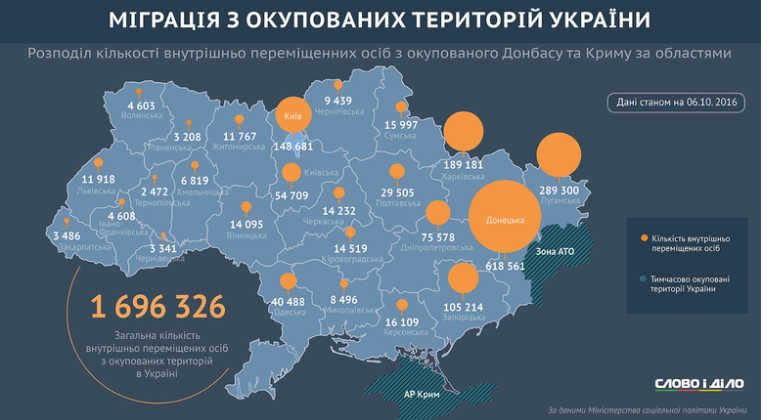 МІГРАЦІЯ З ОКУПОВАНИХ ТЕРИТОРІЙ УКРАЇНИ
Розподіл кількості внутрішньо переміщенних осіб з окупованого Донбасу та Криму за областями
Дані станом на 06.10. 2016
4 603
Волинська
3 208
Рівненська
11 767
Житомирська
Київ
148 681
9 439
Чернігівська
15 997
Сумська
189 181
Харківська
289 300
Луганська
11 918
Львівська
2 472
Тернопільська
6 819
Хмельницька
Київська
54 709
14 232
Черкаська
29 505
Полтавська
Донецька
618 561
3 486
Закарпатська
4 608
Івано-
Франківська
3 341
Чернівецька
14 095
Вінницька
14 519
Кіровоградська
75 578
Дніпропетровська
Зона АТО
40 488
Одеська
8 496
Миколаївська
16 109
Херсонська
105 214
Запорізька
АР Крим
1 696 326
Загальна кількість
внутрішньо переміщених осіб
з окупованих територій
в Україні
Кількість внутрішньо
переміщених осіб
Тимчасово окуповані
території України
СЛОВО І ДІЛО
За даними Міністерства соціальної політики України